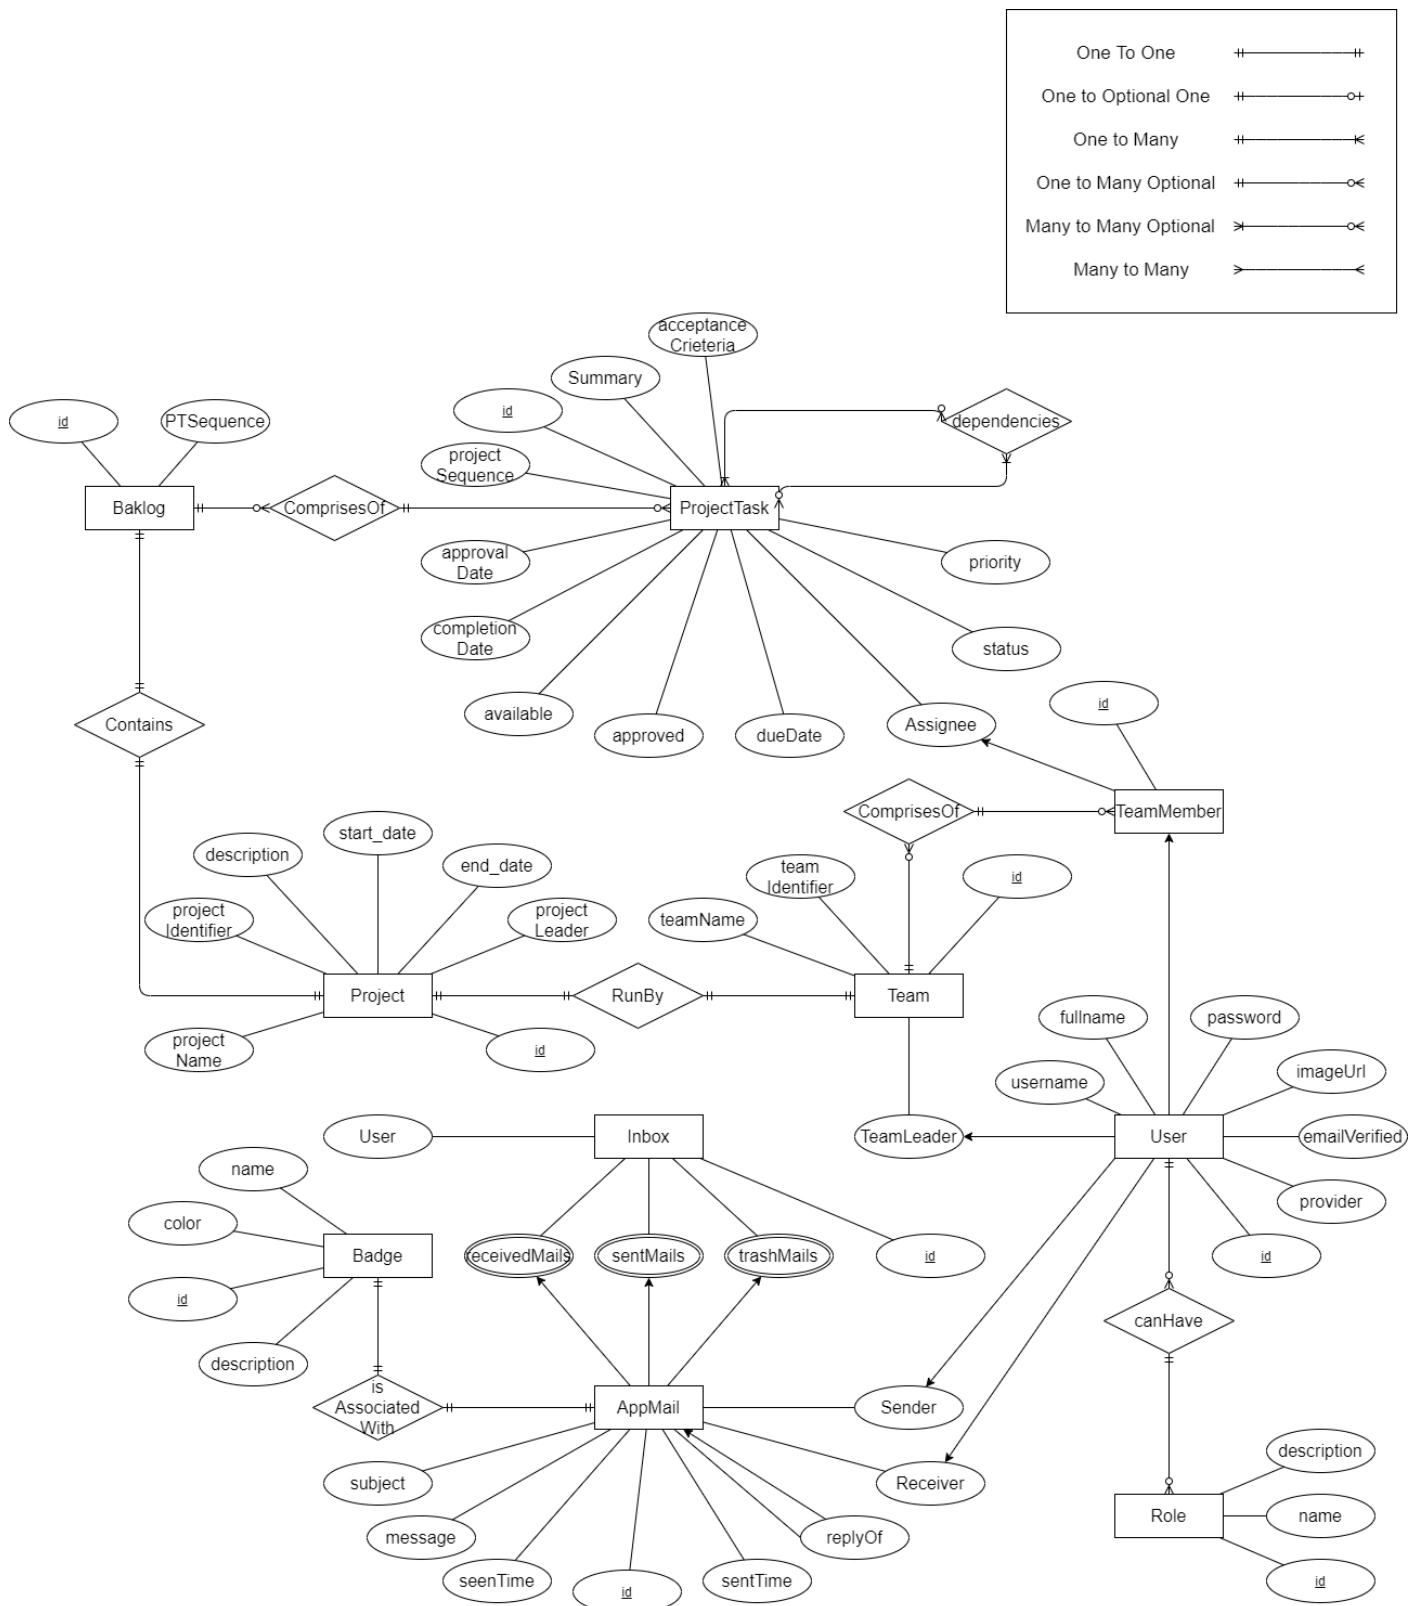 One To One
One to Optional One
One to Many
One to Many Optional
Many to Many Optional
Many to Many
acceptance
Crieteria
Summary
id
project
Sequence
id
PTSequence
dependencies
Baklog
ComprisesOf
ProjectTask
approval
Date
priority
completion
Date
status
available
approved
dueDate
Assignee
id
Contains
ComprisesOf
TeamMember
start_date
description
end_date
project
Identifier
project
Leader
team
Identifier
id
teamName
Project
RunBy
Team
project
Name
id
fullname
password
username
imageUrl
User
Inbox
TeamLeader
User
emailVerified
name
color
provider
Badge
receivedMails
sentMails
trashMails
id
id
id
description
canHave
is
Associated
With
AppMail
Sender
subject
Receiver
description
message
replyOf
Role
name
seenTime
id
sentTime
id